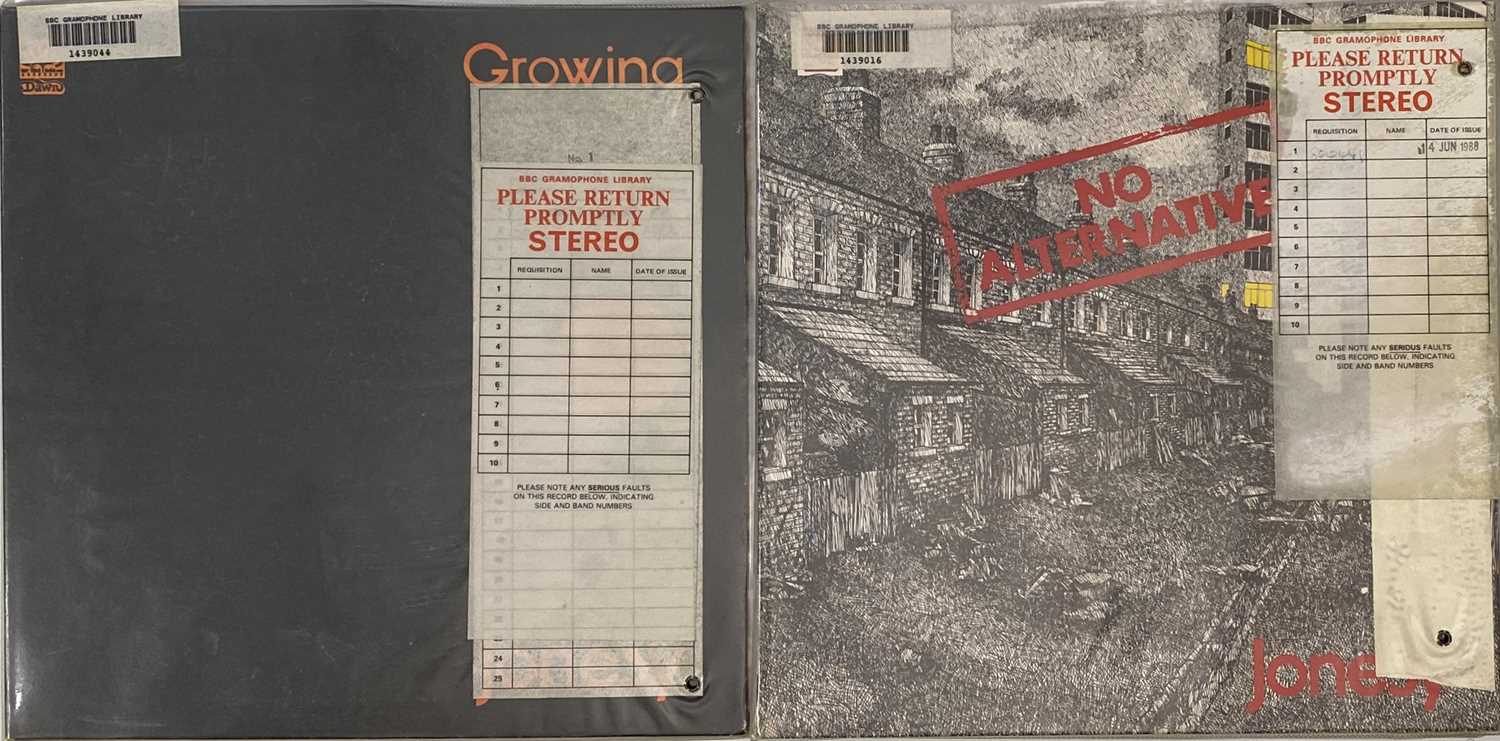 BBC GRAMOPHONE LIBRARY
1439044
Dawn
Growing
No. 1
BBC GRAMOPHONE LIBRARY
PLEASE RETURN
PROMPTLY
STEREO
REQUISITION NAME DATE OF ISSUE
1
2
3
4
5
6
7
8
9
10
PLEASE NOTE ANY SERIOUS FAULTS
ON THIS RECORD BELOW, INDICATING
SIDE AND BAND NUMBERS
24
25
BBC GRAMOPHONE LIBRARY
1439016
NO
ALTERNATIVE
BBC GRAMOPHONE LIBRARY
PLEASE RETURN
PROMPTLY
STEREO
REQUISITION NAME DATE OF ISSUE
1 4 JUN 1988
2
3
4
5
6
7
8
9
10
PLEASE NOTE ANY SERIOUS FAULTS
ON THIS RECORD BELOW, INDICATING
SIDE AND BAND NUMBERS
Jonesy